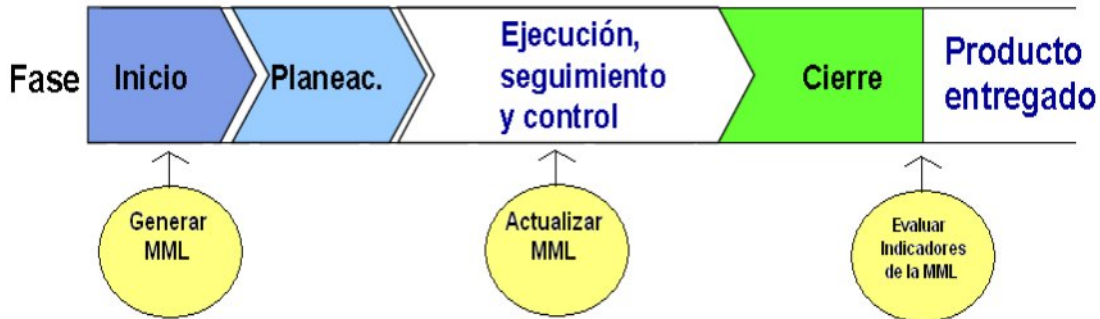 Fase
Inicio
Planeac.
Ejecución,
seguimiento
y control
Cierre
Producto
entregado
Generar
MML
Actualizar
MML
Evaluar
Indicadores
de la MML